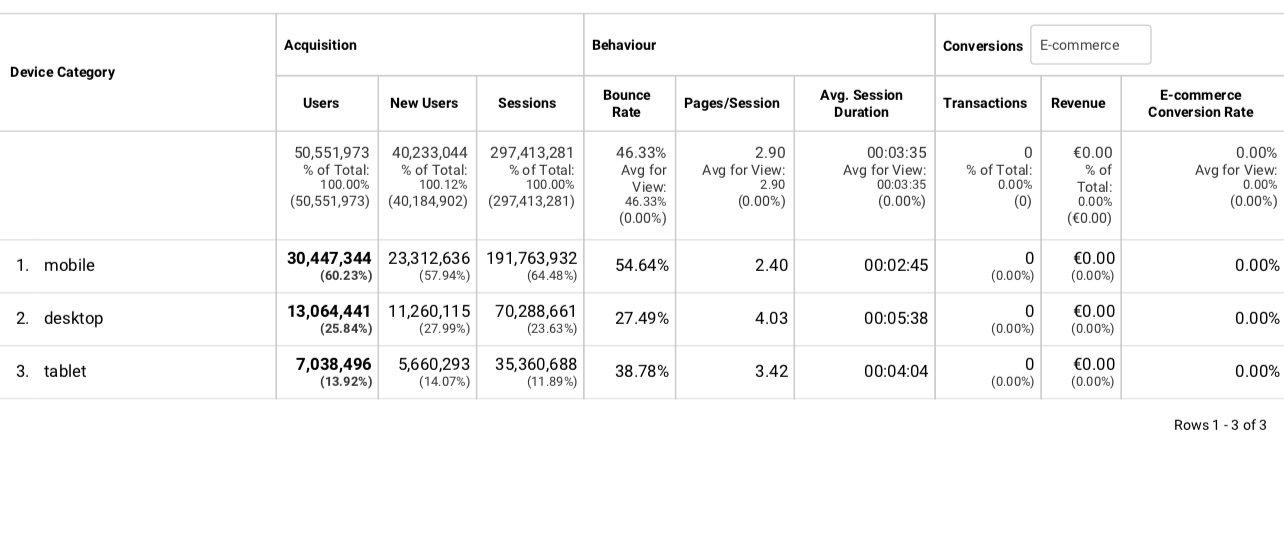 Device Category
Acquisition
Behaviour
Conversions E-commerce
Users New Users Sessions Bounce Rate Pages/Session Avg. Session Duration Transactions Revenue E-commerce Conversion Rate
50,551,973
% of Total:
100.00%
(50,551,973)
40,233,044
% of Total:
100.12%
(40,184,902)
297,413,281
% of Total:
100.00%
(297,413,281)
46.33%
Avg for
View:
46.33%
(0.00%)
2.90
Avg for View:
2.90
(0.00%)
00:03:35
Avg for View:
00:03:35
(0.00%)
0
% of Total:
0.00%
(0)
€0.00
% of
Total:
0.00%
(€0.00)
0.00%
Avg for View:
0.00%
(0.00%)
1. mobile 30,447,344 23,312,636 191,763,932 54.64% 2.40 00:02:45 0 €0.00 0.00%
(60.23%) (57.94%) (64.48%) (0.00%) (0.00%)
2. desktop 13,064,441 11,260,115 70,288,661 27.49% 4.03 00:05:38 0 €0.00 0.00%
(25.84%) (27.99%) (23.63%) (0.00%) (0.00%)
3. tablet 7,038,496 5,660,293 35,360,688 38.78% 3.42 00:04:04 0 €0.00 0.00%
(13.92%) (14.07%) (11.89%) (0.00%) (0.00%)
Rows 1 - 3 of 3